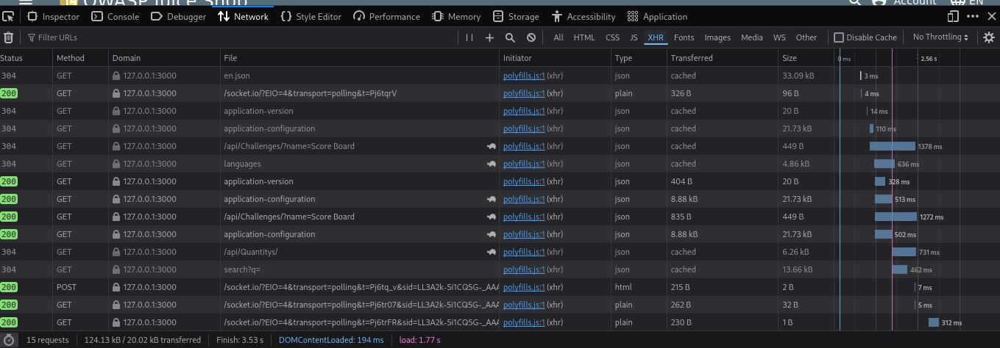 OWASP Juice Shop Account EN
Inspector Console Debugger Network Style Editor Performance Memory Storage Accessibility Application
Filter URLs All HTML CSS JS XHR Fonts Images Media WS Other Disable Cache No Throttling
Status Method Domain File Initiator Type Transferred Size 0 ms 2.56 s
304 GET 127.0.0.1:3000 en.json polyfills.js:1 (xhr) json cached 33.09 kB 3 ms
200 GET 127.0.0.1:3000 /socket.io/?EIO=4&transport=polling&t=Pj6tqrV polyfills.js:1 (xhr) plain 326 B 96 B 4 ms
304 GET 127.0.0.1:3000 application-version polyfills.js:1 (xhr) json cached 20 B 14 ms
304 GET 127.0.0.1:3000 application-configuration polyfills.js:1 (xhr) json cached 21.73 kB 110 ms
304 GET 127.0.0.1:3000 /api/Challenges/?name=Score Board polyfills.js:1 (xhr) json cached 449 B 1378 ms
304 GET 127.0.0.1:3000 languages polyfills.js:1 (xhr) json cached 4.86 kB 636 ms
200 GET 127.0.0.1:3000 application-version polyfills.js:1 (xhr) json 404 B 20 B 328 ms
200 GET 127.0.0.1:3000 application-configuration polyfills.js:1 (xhr) json 8.88 kB 21.73 kB 513 ms
200 GET 127.0.0.1:3000 /api/Challenges/?name=Score Board polyfills.js:1 (xhr) json 835 B 449 B 1272 ms
200 GET 127.0.0.1:3000 application-configuration polyfills.js:1 (xhr) json 8.88 kB 21.73 kB 502 ms
304 GET 127.0.0.1:3000 /api/Quantitys/ polyfills.js:1 (xhr) json cached 6.26 kB 731 ms
304 GET 127.0.0.1:3000 search?q= polyfills.js:1 (xhr) json cached 13.66 kB 462 ms
200 POST 127.0.0.1:3000 /socket.io/?EIO=4&transport=polling&t=Pj6tq_v&sid=LL3A2k-5i1CQ5G-_AAA polyfills.js:1 (xhr) html 215 B 2 B 7 ms
200 GET 127.0.0.1:3000 /socket.io/?EIO=4&transport=polling&t=Pj6tr07&sid=LL3A2k-5i1CQ5G-_AAA polyfills.js:1 (xhr) plain 262 B 32 B 5 ms
200 GET 127.0.0.1:3000 /socket.io/?EIO=4&transport=polling&t=Pj6trFR&sid=LL3A2k-5i1CQ5G-_AAA polyfills.js:1 (xhr) plain 230 B 1 B 312 ms
15 requests 124.13 kB / 20.02 kB transferred Finish: 3.53 s DOMContentLoaded: 194 ms load: 1.77 s